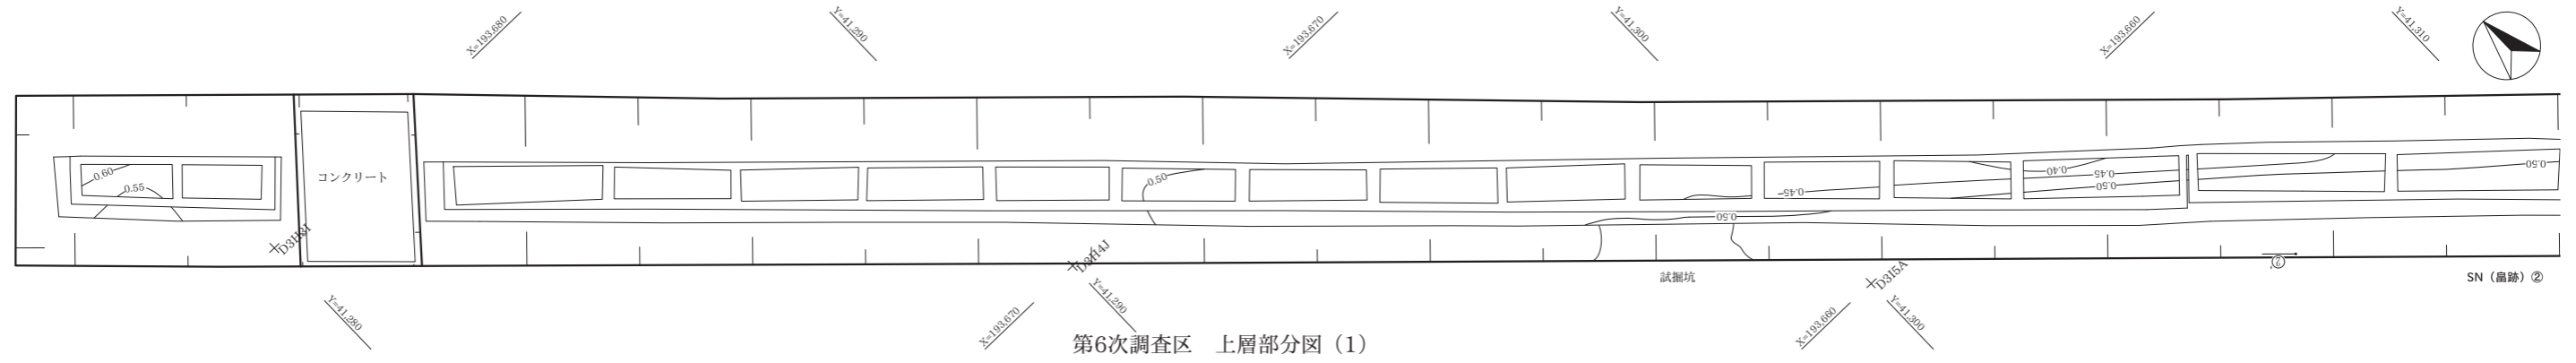 X=193,680
Y=41,290
X=193,670
Y=41,300
X=193,660
Y=41,310
0.60
0.55
コンクリート
0.50
0.45
0.50
0.40
0.45
0.50
0.50
D3H3I
D3H4J
D3I5A
試掘坑
②
SN（畠跡）②
Y=41,280
X=193,670
Y=41,290
X=193,660
Y=41,300
第6次調査区　上層部分図（1）